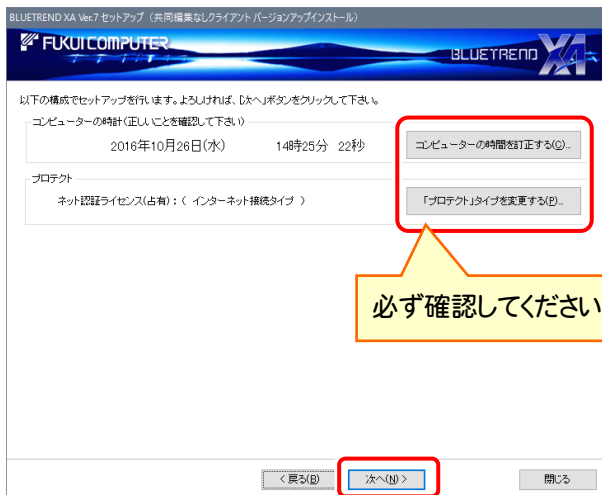 BLUETREND XA Ver.7 セットアップ（共同編集なしクライアント バージョンアップインストール）
FUKUI COMPUTER
BLUETREND XA
以下の構成でセットアップを行います。よろしければ、[次へ]ボタンをクリックして下さい。
コンピューターの時計(正しいことを確認して下さい)
2016年10月26日(水) 14時25分 22秒 コンピューターの時間を訂正する(C)...
プロテクト
ネット認証ライセンス(占有)：( インターネット接続タイプ ) 「プロテクト」タイプを変更する(P)...
必ず確認してください
< 戻る(B) 次へ(N) > 閉じる